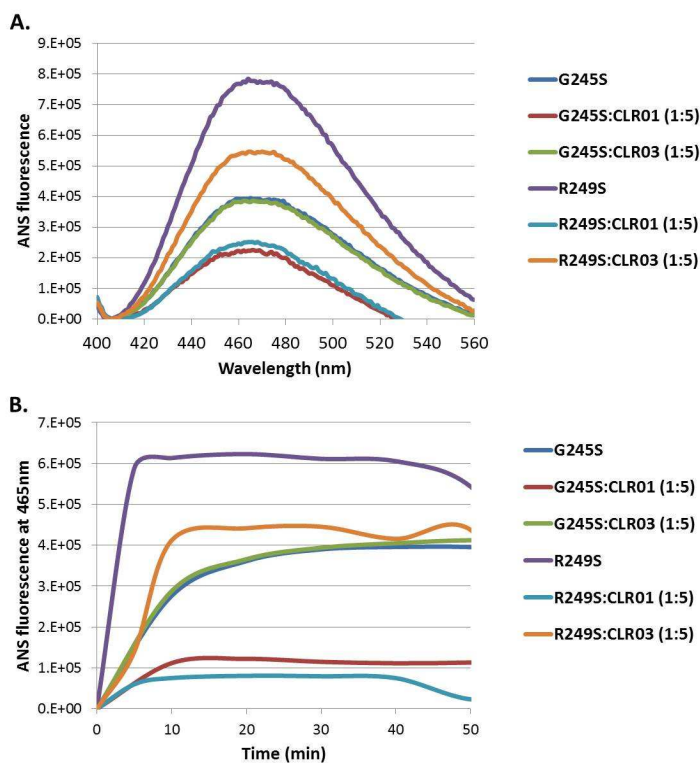 A.
9.E+05
8.E+05
7.E+05
6.E+05
5.E+05
4.E+05
3.E+05
2.E+05
1.E+05
0.E+00
ANS fluorescence
400 420 440 460 480 500 520 540 560
Wavelength (nm)
G245S
G245S:CLR01 (1:5)
G245S:CLR03 (1:5)
R249S
R249S:CLR01 (1:5)
R249S:CLR03 (1:5)
B.
7.E+05
6.E+05
5.E+05
4.E+05
3.E+05
2.E+05
1.E+05
0.E+00
ANS fluorescence at 465nm
0 10 20 30 40 50
Time (min)
G245S
G245S:CLR01 (1:5)
G245S:CLR03 (1:5)
R249S
R249S:CLR01 (1:5)
R249S:CLR03 (1:5)